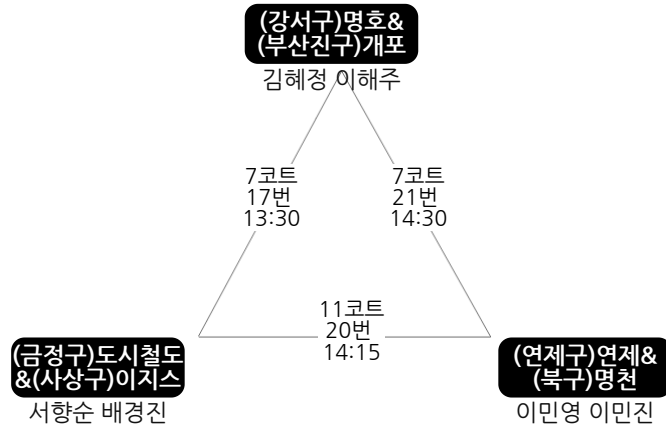 (강서구)명호&
(부산진구)개포
김혜정 이해주
7코트
17번
13:30
7코트
21번
14:30
11코트
20번
14:15
(금정구)도시철도
&(사상구)이지스
서향순 배경진
(연제구)연제&
(북구)명천
이민영 이민진